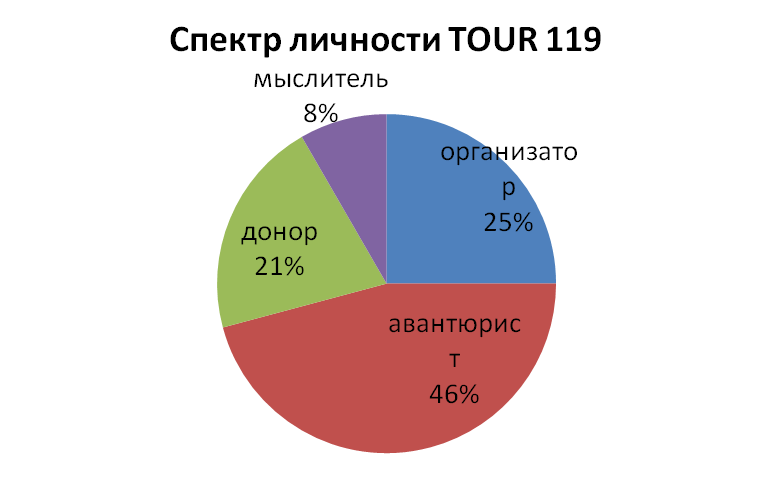 Спектр личности TOUR 119
мыслитель
8%
организато
р
25%
донор
21%
авантюрис
т
46%